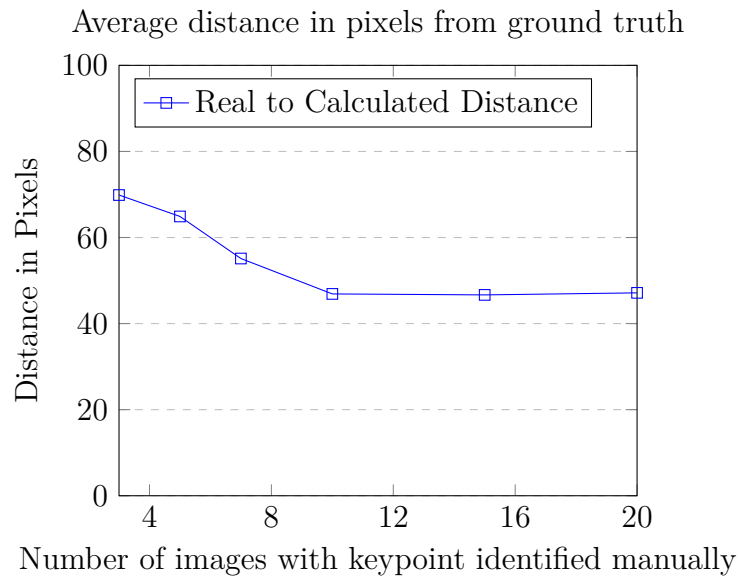 Average distance in pixels from ground truth
Real to Calculated Distance
100
80
60
40
20
0
Distance in Pixels
4 8 12 16 20
Number of images with keypoint identified manually